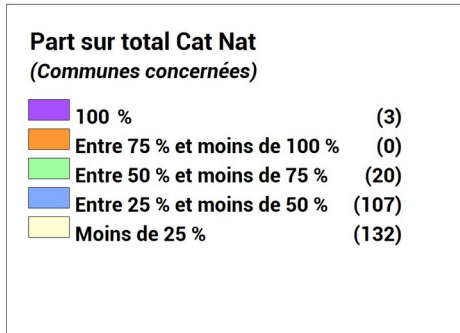 Part sur total Cat Nat
(Communes concernées)
100 % (3)
Entre 75 % et moins de 100 % (0)
Entre 50 % et moins de 75 % (20)
Entre 25 % et moins de 50 % (107)
Moins de 25 % (132)